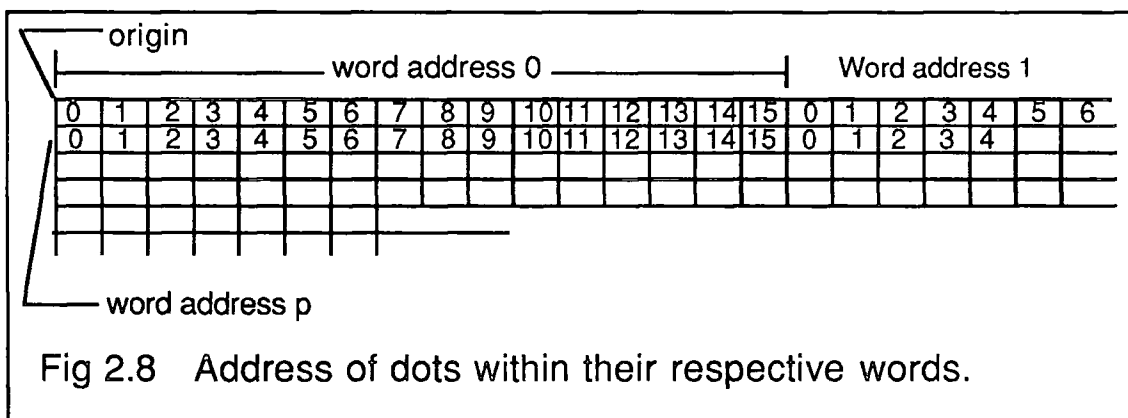 origin
word address 0 Word address 1
0 1 2 3 4 5 6 7 8 9 10 11 12 13 14 15 0 1 2 3 4 5 6
0 1 2 3 4 5 6 7 8 9 10 11 12 13 14 15 0 1 2 3 4
word address p
Fig 2.8 Address of dots within their respective words.